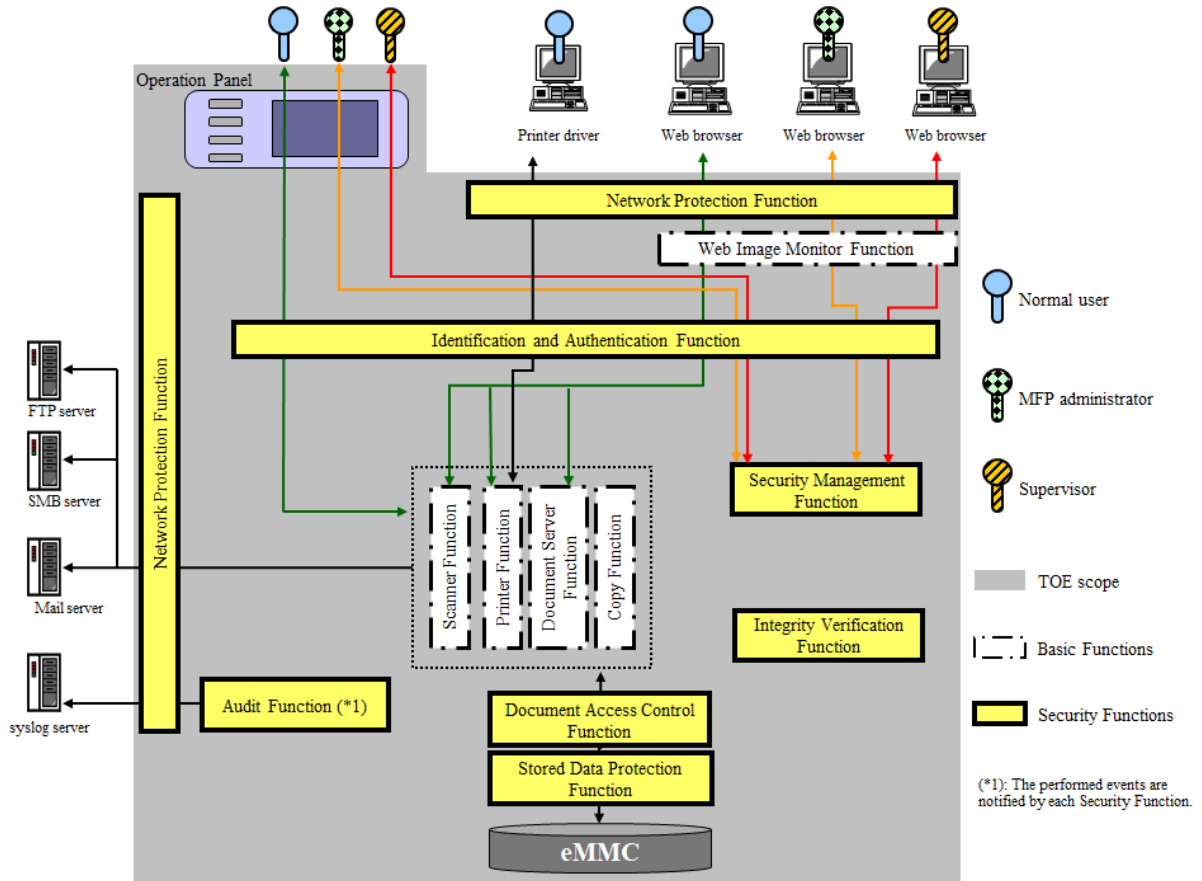 Operation Panel
Printer driver
Web browser
Web browser
Web browser
Network Protection Function
Web Image Monitor Function
Identification and Authentication Function
Network Protection Function
FTP server
SMB server
Mail server
syslog server
Scanner Function
Printer Function
Document Server
Function
Copy Function
Security Management
Function
Integrity Verification
Function
Audit Function (*1)
Document Access Control
Function
Stored Data Protection
Function
eMMC
Normal user
MFP administrator
Supervisor
TOE scope
Basic Functions
Security Functions
(*1): The performed events are
notified by each Security Function.